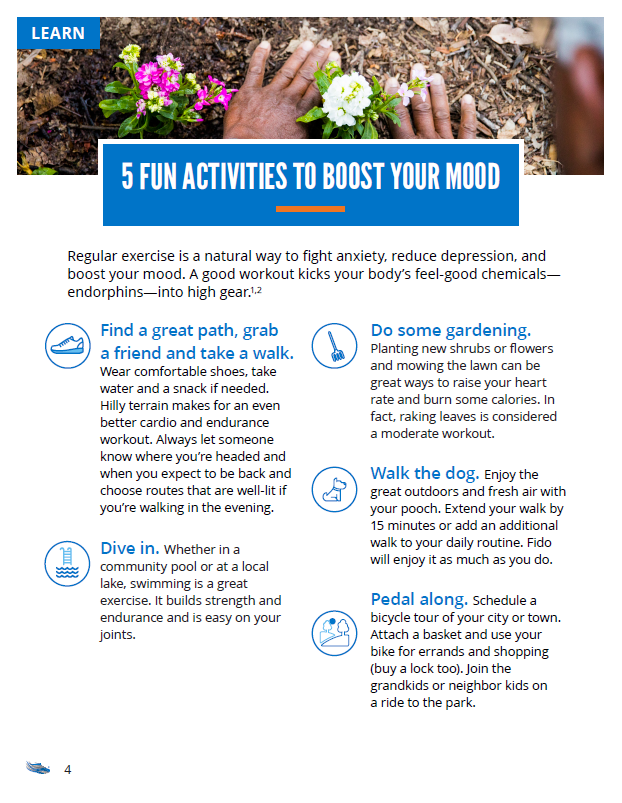 LEARN
5 FUN ACTIVITIES TO BOOST YOUR MOOD
Regular exercise is a natural way to fight anxiety, reduce depression, and
boost your mood. A good workout kicks your body’s feel-good chemicals—
endorphins—into high gear.1,2
Find a great path, grab
a friend and take a walk.
Wear comfortable shoes, take
water and a snack if needed.
Hilly terrain makes for an even
better cardio and endurance
workout. Always let someone
know where you’re headed and
when you expect to be back and
choose routes that are well-lit if
you’re walking in the evening.
Dive in. Whether in a
community pool or at a local
lake, swimming is a great
exercise. It builds strength and
endurance and is easy on your
joints.
Do some gardening.
Planting new shrubs or flowers
and mowing the lawn can be
great ways to raise your heart
rate and burn some calories. In
fact, raking leaves is considered
a moderate workout.
Walk the dog. Enjoy the
great outdoors and fresh air with
your pooch. Extend your walk by
15 minutes or add an additional
walk to your daily routine. Fido
will enjoy it as much as you do.
Pedal along. Schedule a
bicycle tour of your city or town.
Attach a basket and use your
bike for errands and shopping
(buy a lock too). Join the
grandkids or neighbor kids on
a ride to the park.
4